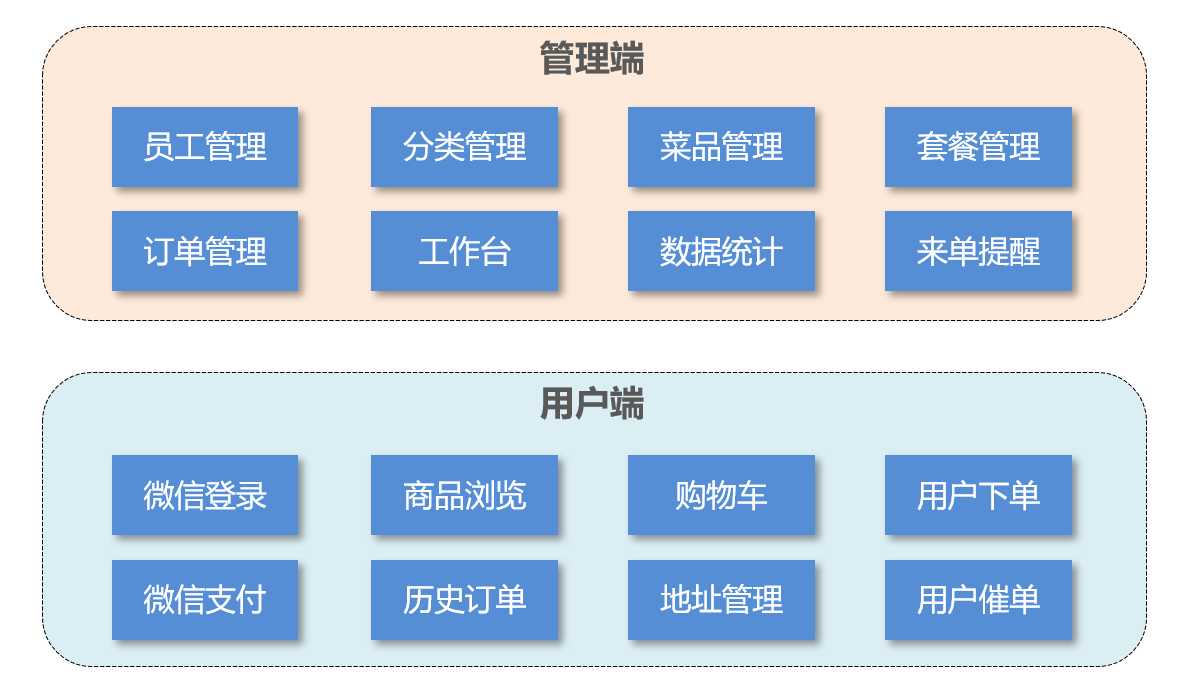 管理端
员工管理
分类管理
菜品管理
套餐管理
订单管理
工作台
数据统计
来单提醒
用户端
微信登录
商品浏览
购物车
用户下单
微信支付
历史订单
地址管理
用户催单